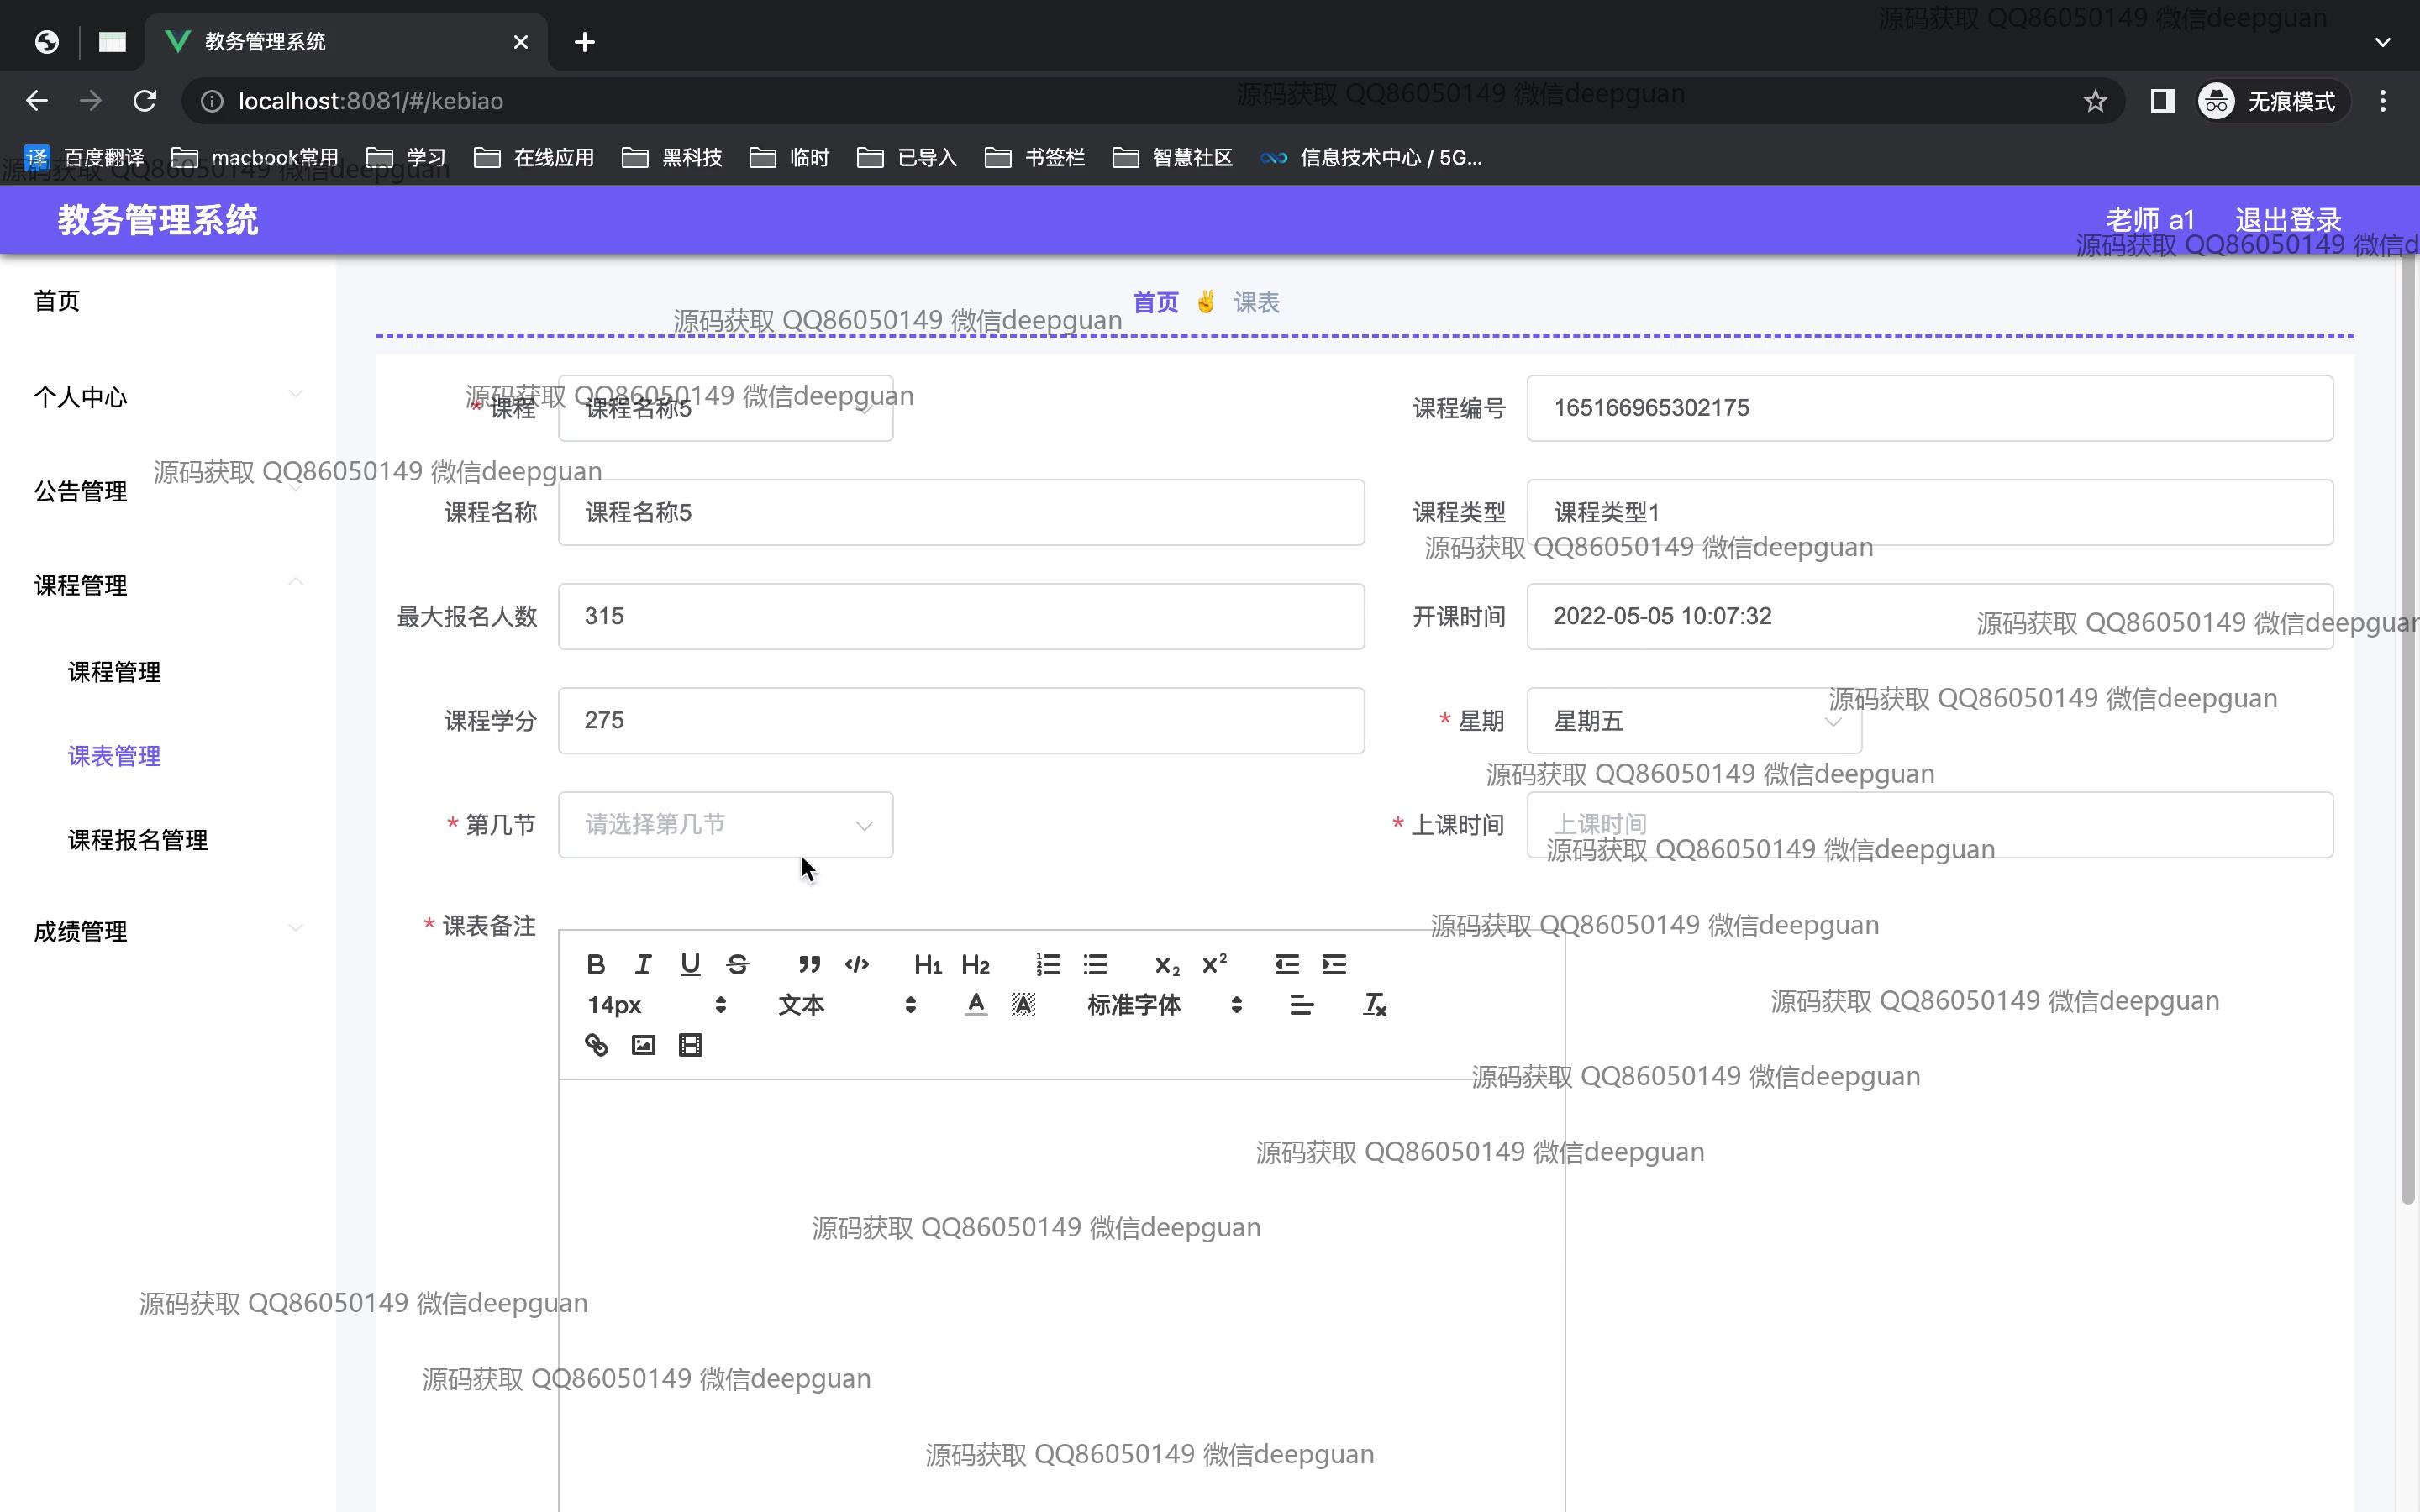 源码获取 QQ86050149 微信deepguan
教务管理系统
localhost:8081/#/kebiao
源码获取 QQ86050149 微信deepguan
无痕模式
百度翻译 macbook常用 学习 在线应用 黑科技 临时 已导入 书签栏 智慧社区 信息技术中心 / 5G...
源码获取 QQ86050149 微信deepguan
教务管理系统
老师 a1 退出登录
源码获取 QQ86050149 微信d
首页
首页 课表
源码获取 QQ86050149 微信deepguan
个人中心
源码获取 QQ86050149 微信deepguan
* 课程 课程名称5
课程编号 165166965302175
源码获取 QQ86050149 微信deepguan
公告管理
课程名称 课程名称5
课程类型 课程类型1
源码获取 QQ86050149 微信deepguan
课程管理
最大报名人数 315
开课时间 2022-05-05 10:07:32
源码获取 QQ86050149 微信deepguan
课程管理
源码获取 QQ86050149 微信deepguan
课程学分 275
* 星期 星期五
课表管理
源码获取 QQ86050149 微信deepguan
* 第几节 请选择第几节
* 上课时间 上课时间
课程报名管理
源码获取 QQ86050149 微信deepguan
成绩管理
* 课表备注
源码获取 QQ86050149 微信deepguan
B I U S H1 H2 X2 X2
14px 文本 A A 标准字体 Tx
源码获取 QQ86050149 微信deepguan
源码获取 QQ86050149 微信deepguan
源码获取 QQ86050149 微信deepguan
源码获取 QQ86050149 微信deepguan
源码获取 QQ86050149 微信deepguan
源码获取 QQ86050149 微信deepguan
源码获取 QQ86050149 微信deepguan